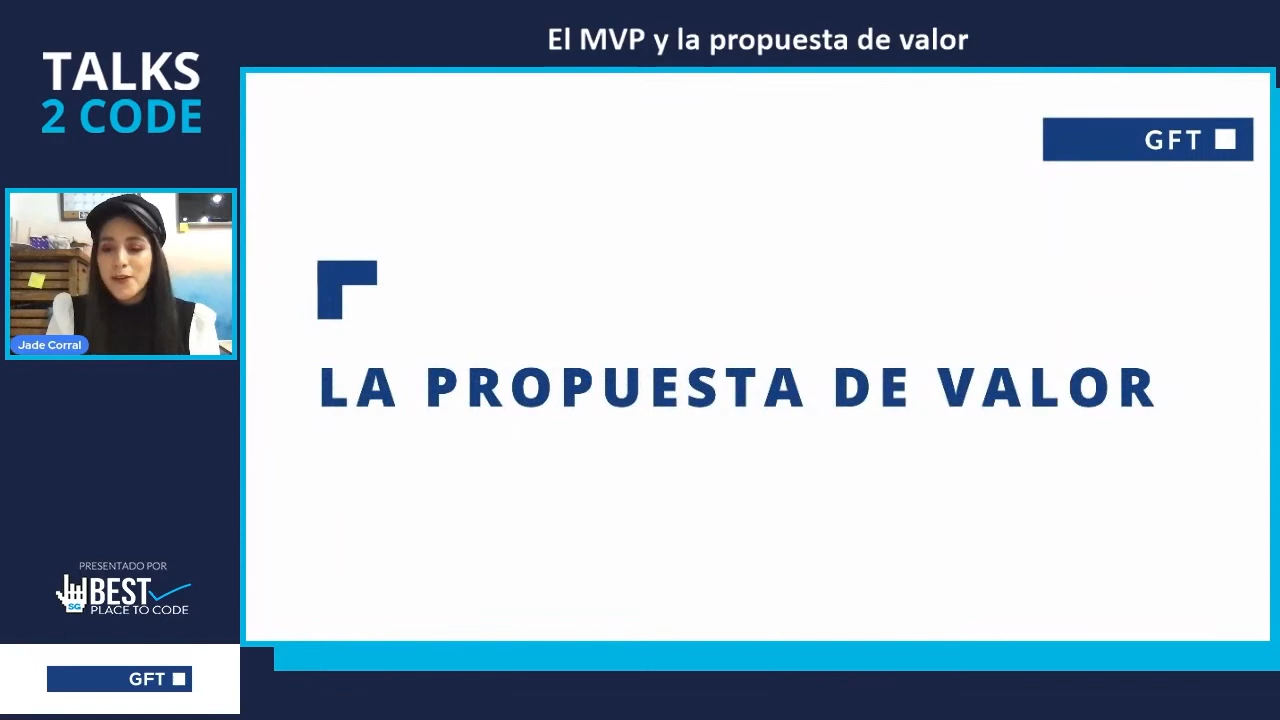 El MVP y la propuesta de valor
TALKS
2 CODE
GFT
LA PROPUESTA DE VALOR
Jade Corral
PRESENTADO POR
SG
BEST
PLACE TO CODE
GFT